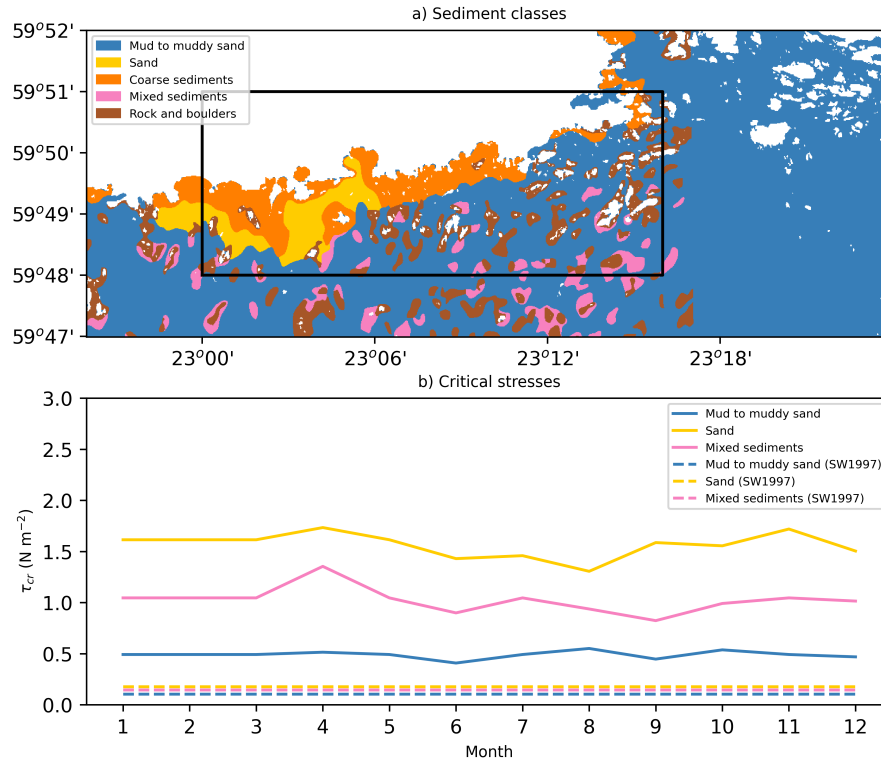 a) Sediment classes
59°52'
59°51'
59°50'
59°49'
59°48'
59°47'
Mud to muddy sand
Sand
Coarse sediments
Mixed sediments
Rock and boulders
23°00'
23°06'
23°12'
23°18'
b) Critical stresses
3.0
2.5
2.0
1.5
1.0
0.5
0.0
τcr (N m−2)
Mud to muddy sand
Sand
Mixed sediments
Mud to muddy sand (SW1997)
Sand (SW1997)
Mixed sediments (SW1997)
1 2 3 4 5 6 7 8 9 10 11 12
Month